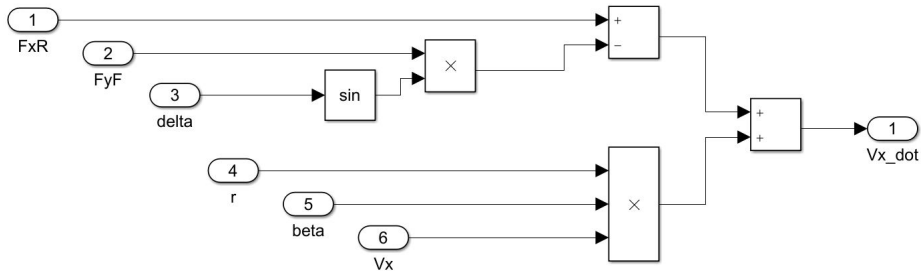 1
FxR
2
FyF
3
delta
sin
×
+
−
4
r
5
beta
6
Vx
×
+
+
1
Vx_dot